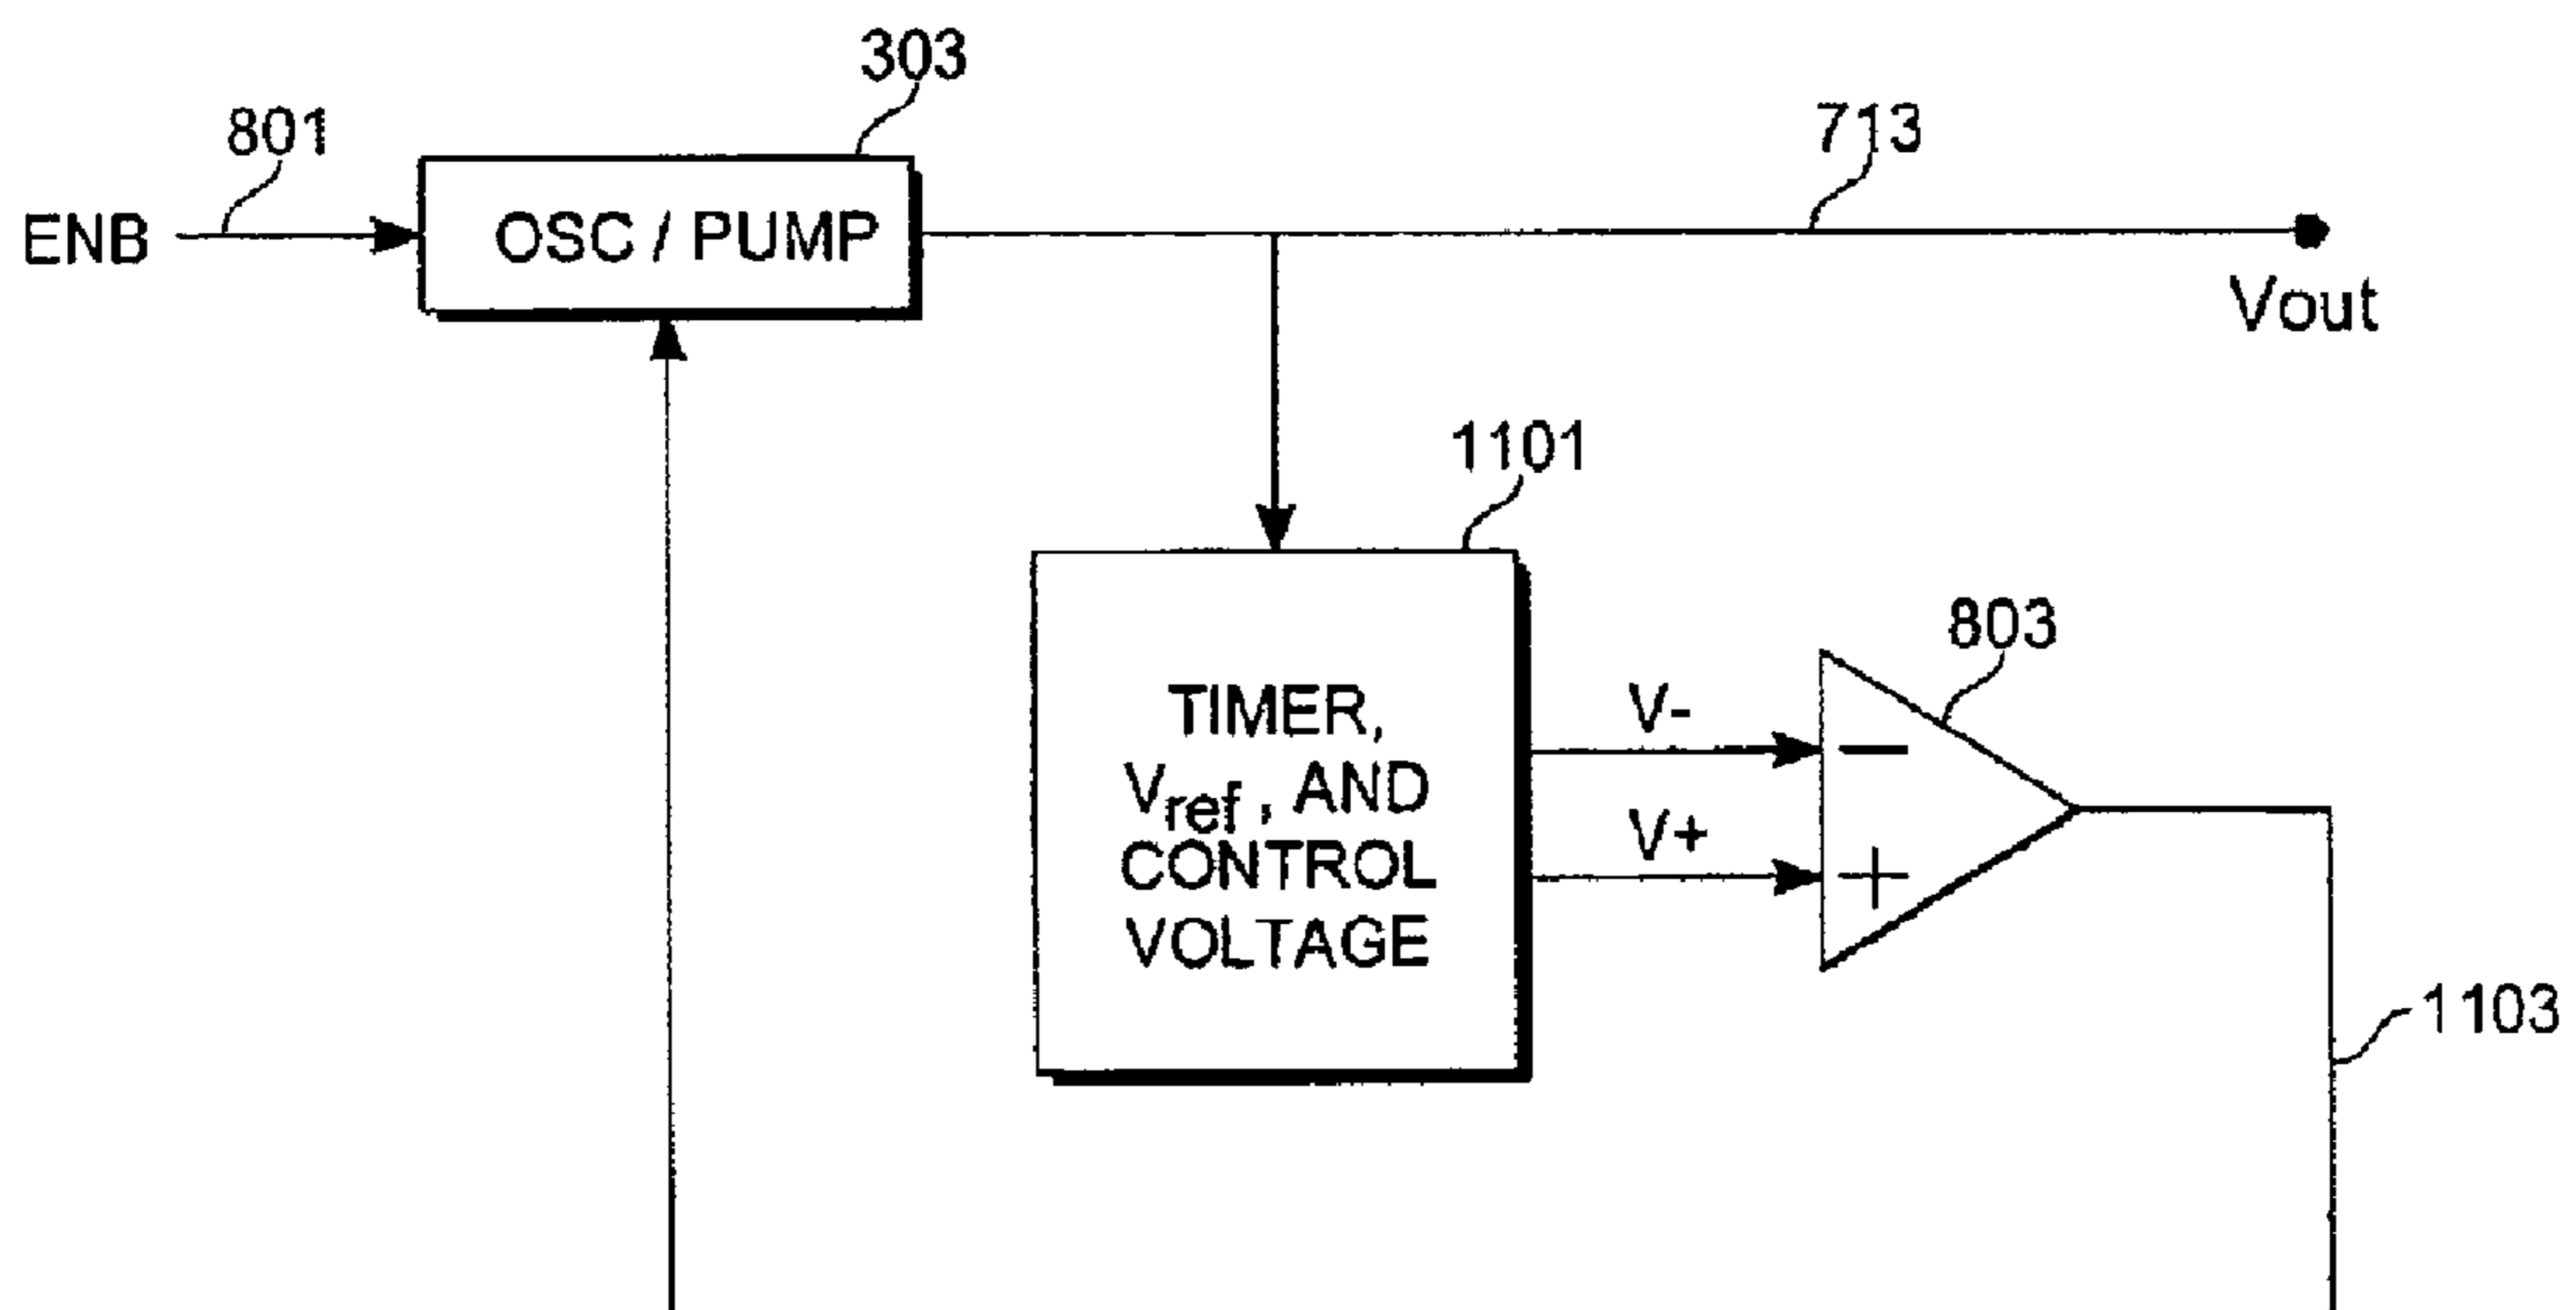 303
801
713
ENB
OSC / PUMP
Vout
1101
803
TIMER,
Vref, AND
CONTROL
VOLTAGE
V-
V+
−
+
1103